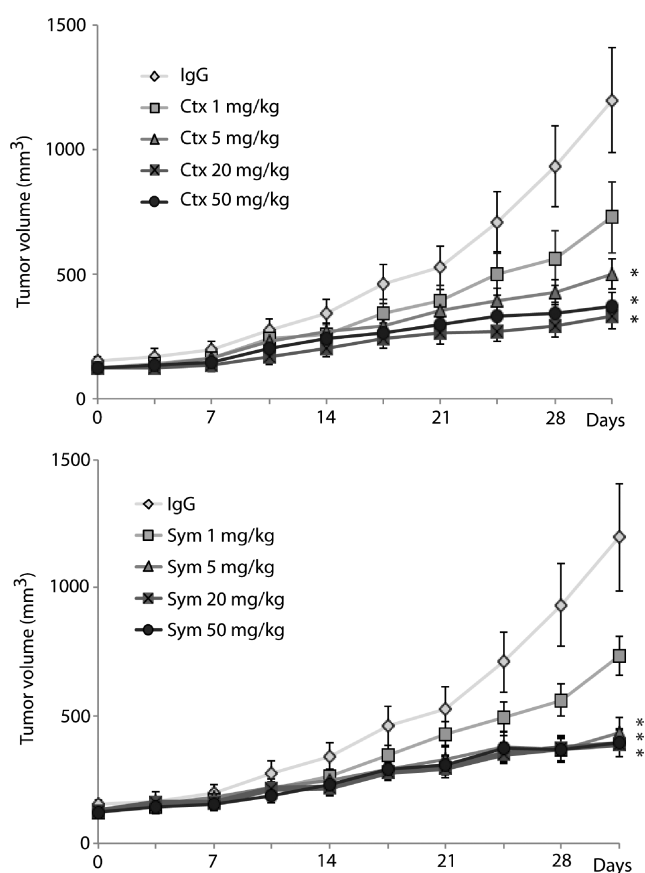 1500
IgG
Ctx 1 mg/kg
Ctx 5 mg/kg
Ctx 20 mg/kg
Ctx 50 mg/kg
1000
Tumor volume (mm³)
500
*
*
*
0
0 7 14 21 28 Days
1500
IgG
Sym 1 mg/kg
Sym 5 mg/kg
Sym 20 mg/kg
Sym 50 mg/kg
1000
Tumor volume (mm³)
500
*
*
*
0
0 7 14 21 28 Days